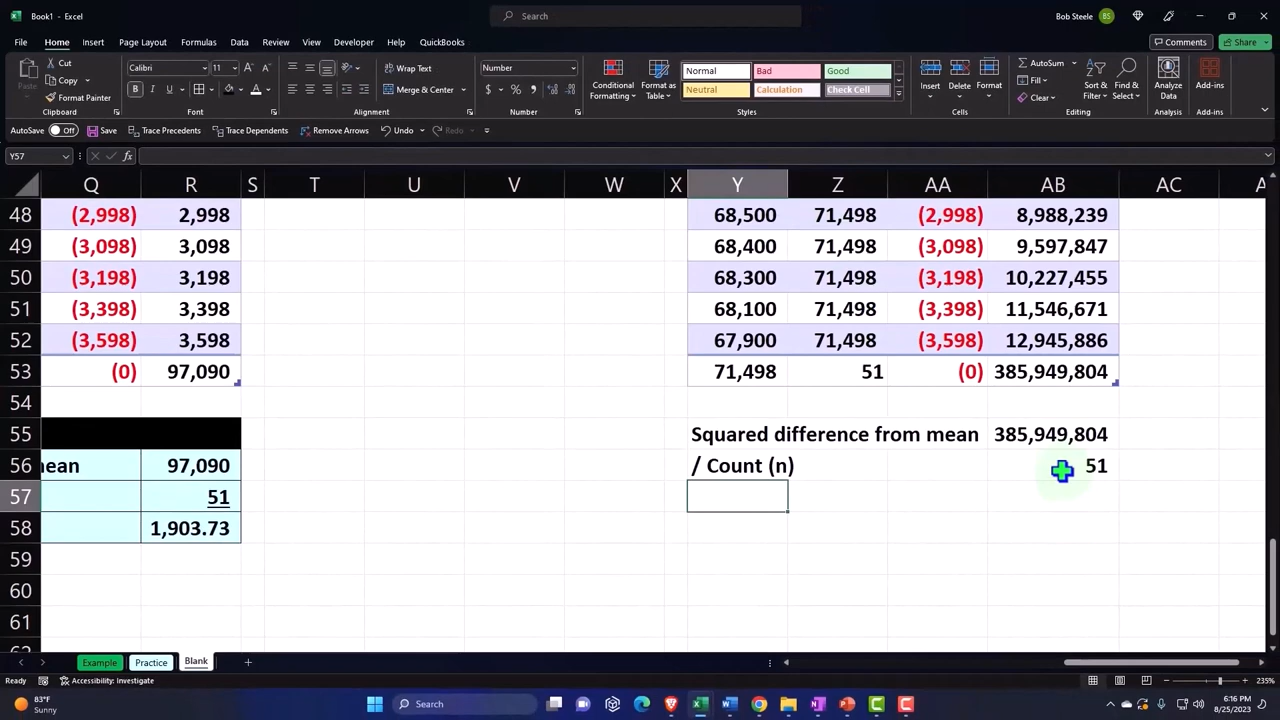 Book1 - Excel
Search
Bob Steele
BS
File Home Insert Page Layout Formulas Data Review View Developer Help QuickBooks
Comments
Share
Cut
Copy
Paste
Format Painter
Clipboard
Calibri 11
Font
Wrap Text
Merge & Center
Alignment
Number
Number
Conditional Formatting
Format as Table
Normal Bad Good
Neutral Calculation Check Cell
Styles
Insert Delete Format
Cells
AutoSum
Fill
Clear
Sort & Filter
Find & Select
Editing
Analyze Data
Analysis
Add-ins
Add-ins
AutoSave Off Save Trace Precedents Trace Dependents Remove Arrows Undo Redo
Y57
fx
Q R S T U V W X Y Z AA AB AC A
48 (2,998) 2,998 68,500 71,498 (2,998) 8,988,239
49 (3,098) 3,098 68,400 71,498 (3,098) 9,597,847
50 (3,198) 3,198 68,300 71,498 (3,198) 10,227,455
51 (3,398) 3,398 68,100 71,498 (3,398) 11,546,671
52 (3,598) 3,598 67,900 71,498 (3,598) 12,945,886
53 (0) 97,090 71,498 51 (0) 385,949,804
54
55 Squared difference from mean 385,949,804
56 mean 97,090 / Count (n) 51
57 51
58 1,903.73
59
60
61
62
Example Practice Blank
Ready Accessibility: Investigate
235%
83°F
Sunny
Search
6:16 PM
8/25/2023